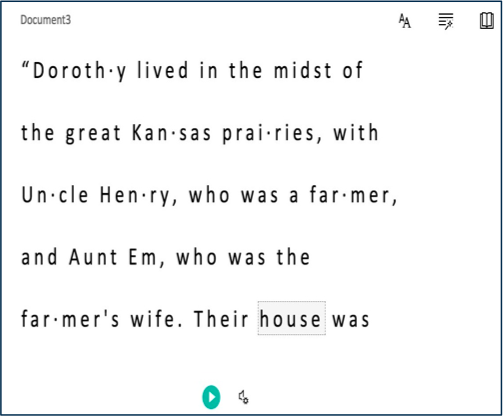 Document3
“Doroth·y lived in the midst of
the great Kan·sas prai·ries, with
Un·cle Hen·ry, who was a far·mer,
and Aunt Em, who was the
far·mer's wife. Their house was